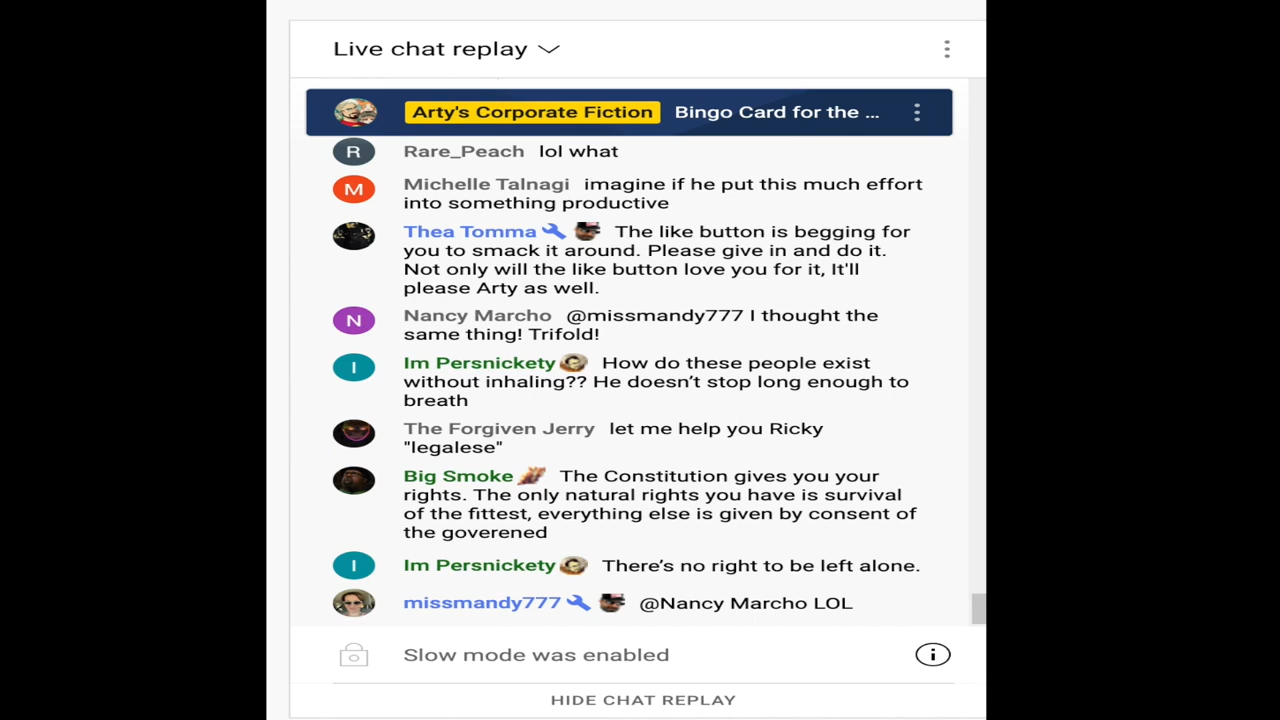 Live chat replay
Arty's Corporate Fiction Bingo Card for the ...
R Rare_Peach lol what
M Michelle Talnagi imagine if he put this much effort
into something productive
Thea Tomma The like button is begging for
you to smack it around. Please give in and do it.
Not only will the like button love you for it, It'll
please Arty as well.
N Nancy Marcho @missmandy777 I thought the
same thing! Trifold!
I Im Persnickety How do these people exist
without inhaling?? He doesn’t stop long enough to
breath
The Forgiven Jerry let me help you Ricky
"legalese"
Big Smoke The Constitution gives you your
rights. The only natural rights you have is survival
of the fittest, everything else is given by consent of
the goverened
I Im Persnickety There’s no right to be left alone.
missmandy777 @Nancy Marcho LOL
Slow mode was enabled
HIDE CHAT REPLAY